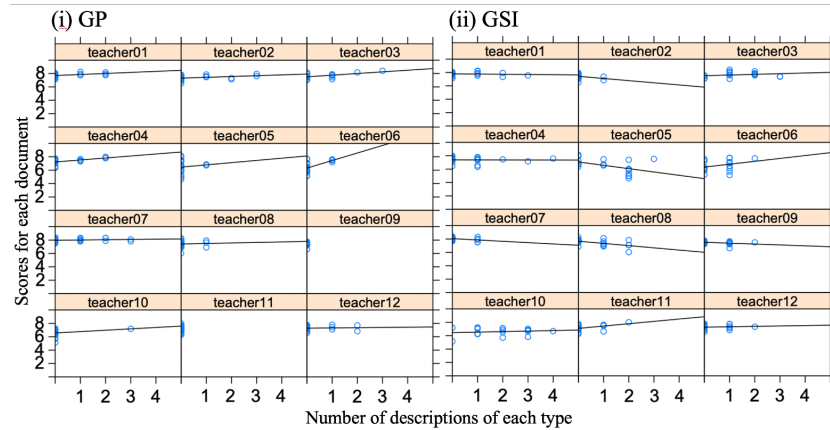 (i) GP (ii) GSI
teacher01 teacher02 teacher03 teacher01 teacher02 teacher03
8
6
4
2
teacher04 teacher05 teacher06 teacher04 teacher05 teacher06
8
6
4
2
teacher07 teacher08 teacher09 teacher07 teacher08 teacher09
8
6
4
2
teacher10 teacher11 teacher12 teacher10 teacher11 teacher12
8
6
4
2
Scores for each document
1 2 3 4 1 2 3 4 1 2 3 4 1 2 3 4 1 2 3 4 1 2 3 4
Number of descriptions of each type